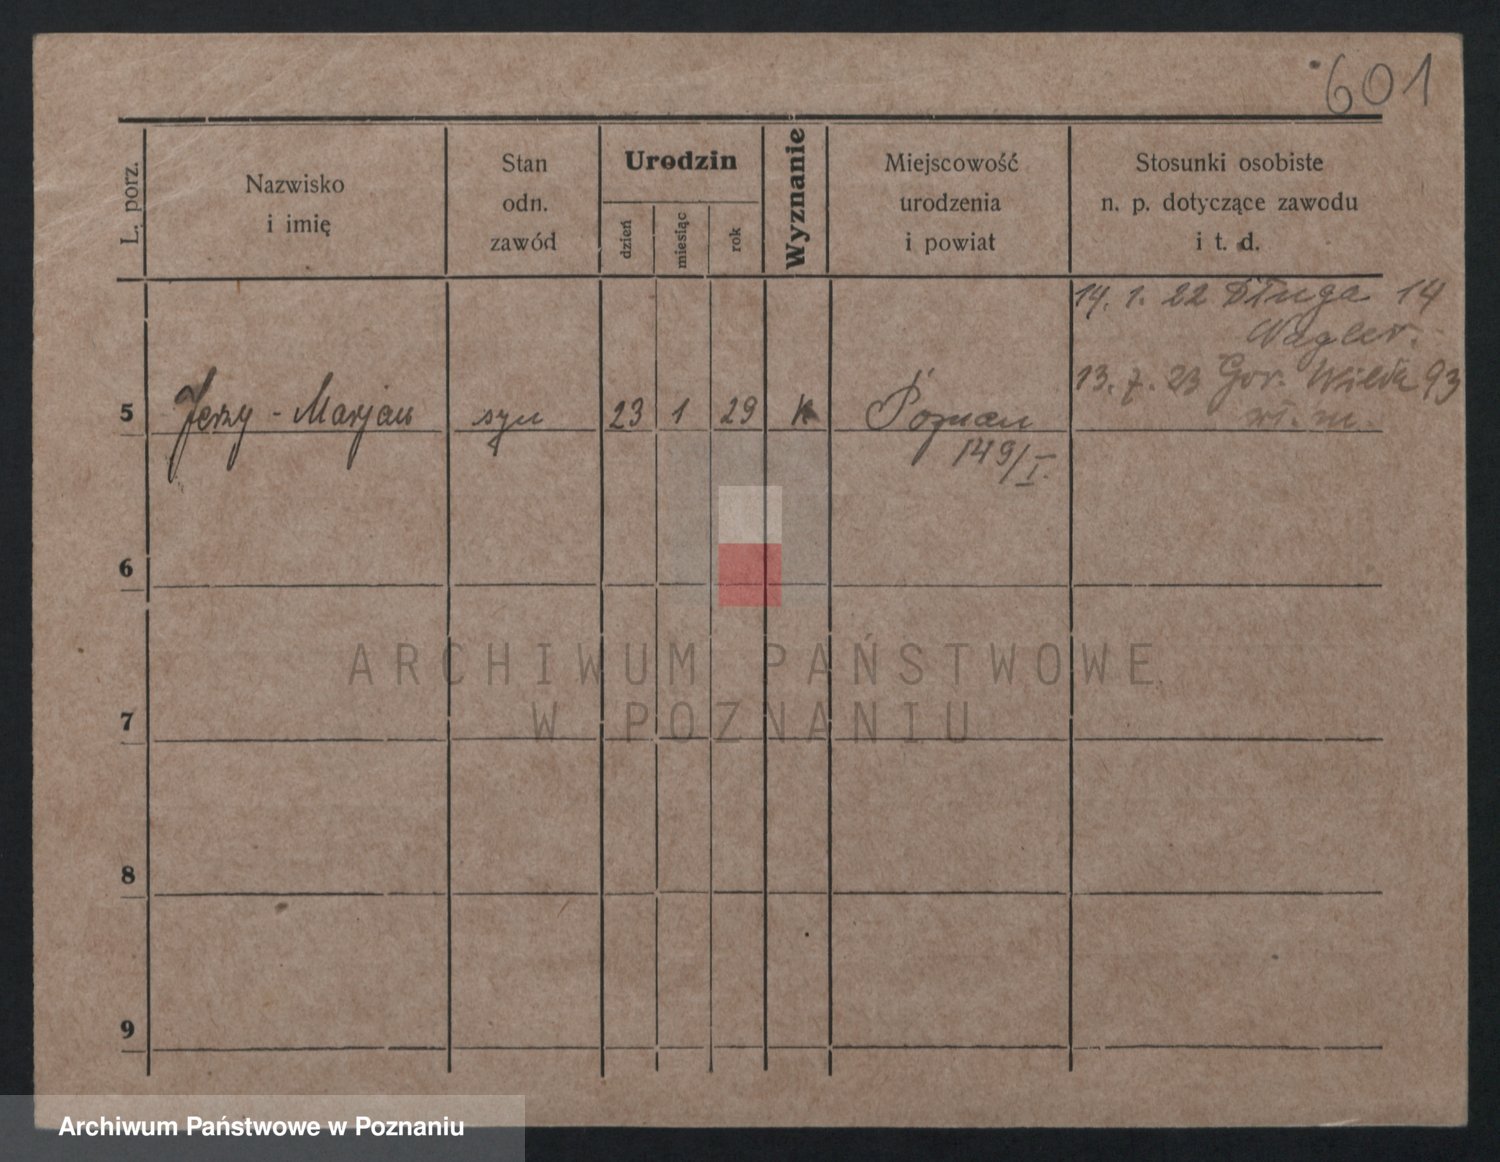 601
L. porz.
Nazwisko
i imię
Stan
odn.
zawód
Urodzin
dzień
miesiąc
rok
Wyznanie
Miejscowość
urodzenia
i powiat
Stosunki osobiste
n. p. dotyczące zawodu
i t. d.
14. 1. 22 Długa 14
Wagler.
13. 7. 23 Gor. Wilda 93
5 Jerzy - Marjan syn 23 1 29 k Poznań
149/I.
6
ARCHIWUM PAŃSTWOWE
W POZNANIU
7
8
9
Archiwum Państwowe w Poznaniu